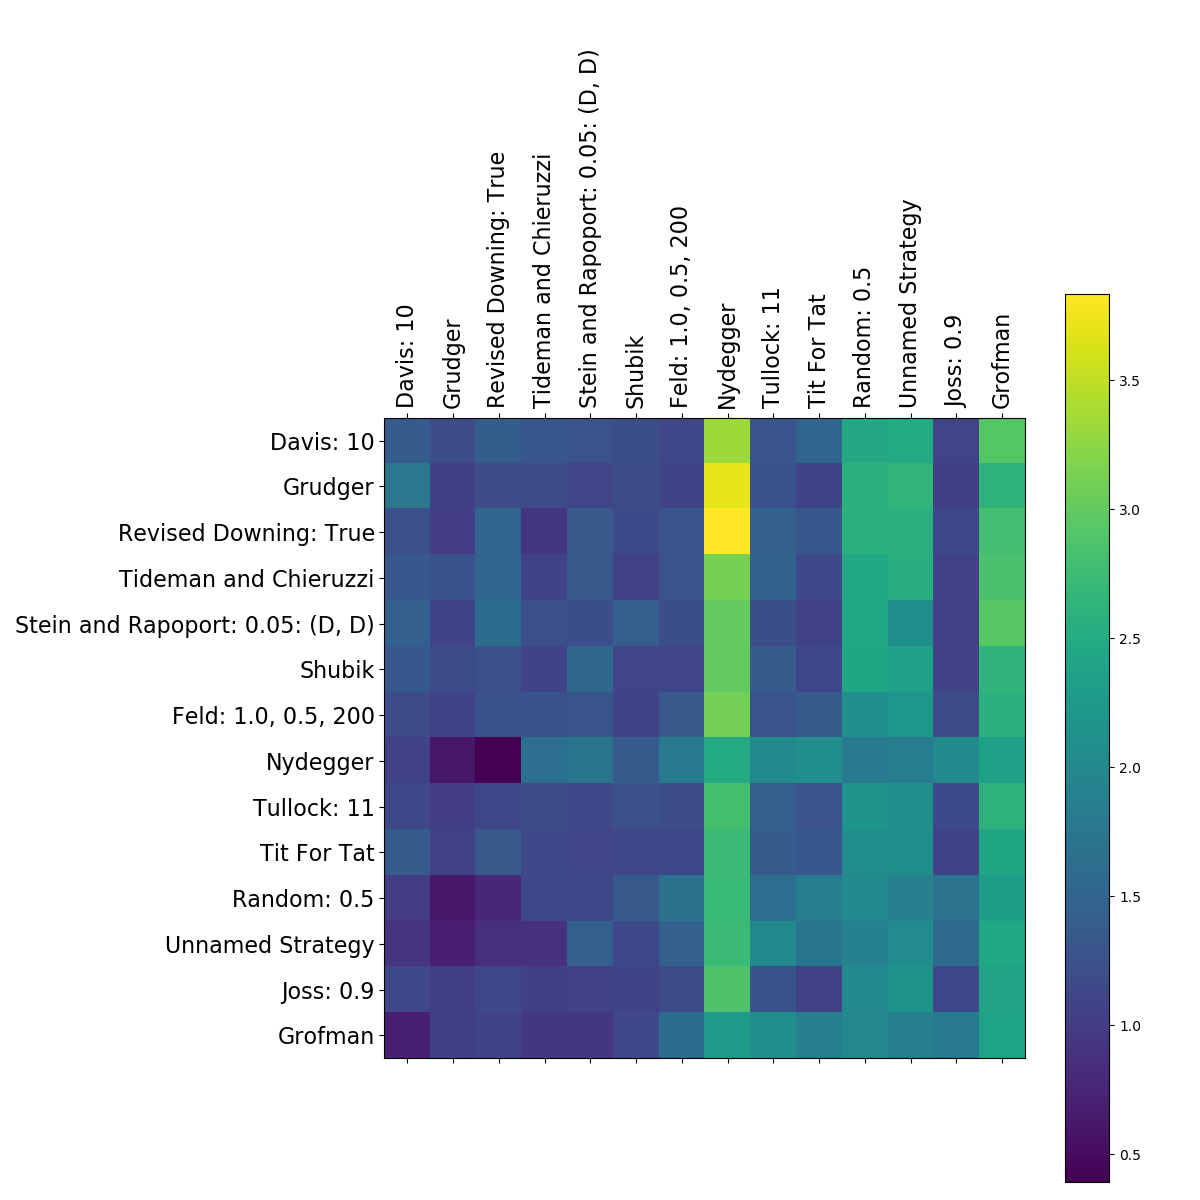 Davis: 10
Grudger
Revised Downing: True
Tideman and Chieruzzi
Stein and Rapoport: 0.05: (D, D)
Shubik
Feld: 1.0, 0.5, 200
Nydegger
Tullock: 11
Tit For Tat
Random: 0.5
Unnamed Strategy
Joss: 0.9
Grofman
Davis: 10
Grudger
Revised Downing: True
Tideman and Chieruzzi
Stein and Rapoport: 0.05: (D, D)
Shubik
Feld: 1.0, 0.5, 200
Nydegger
Tullock: 11
Tit For Tat
Random: 0.5
Unnamed Strategy
Joss: 0.9
Grofman
3.5
3.0
2.5
2.0
1.5
1.0
0.5